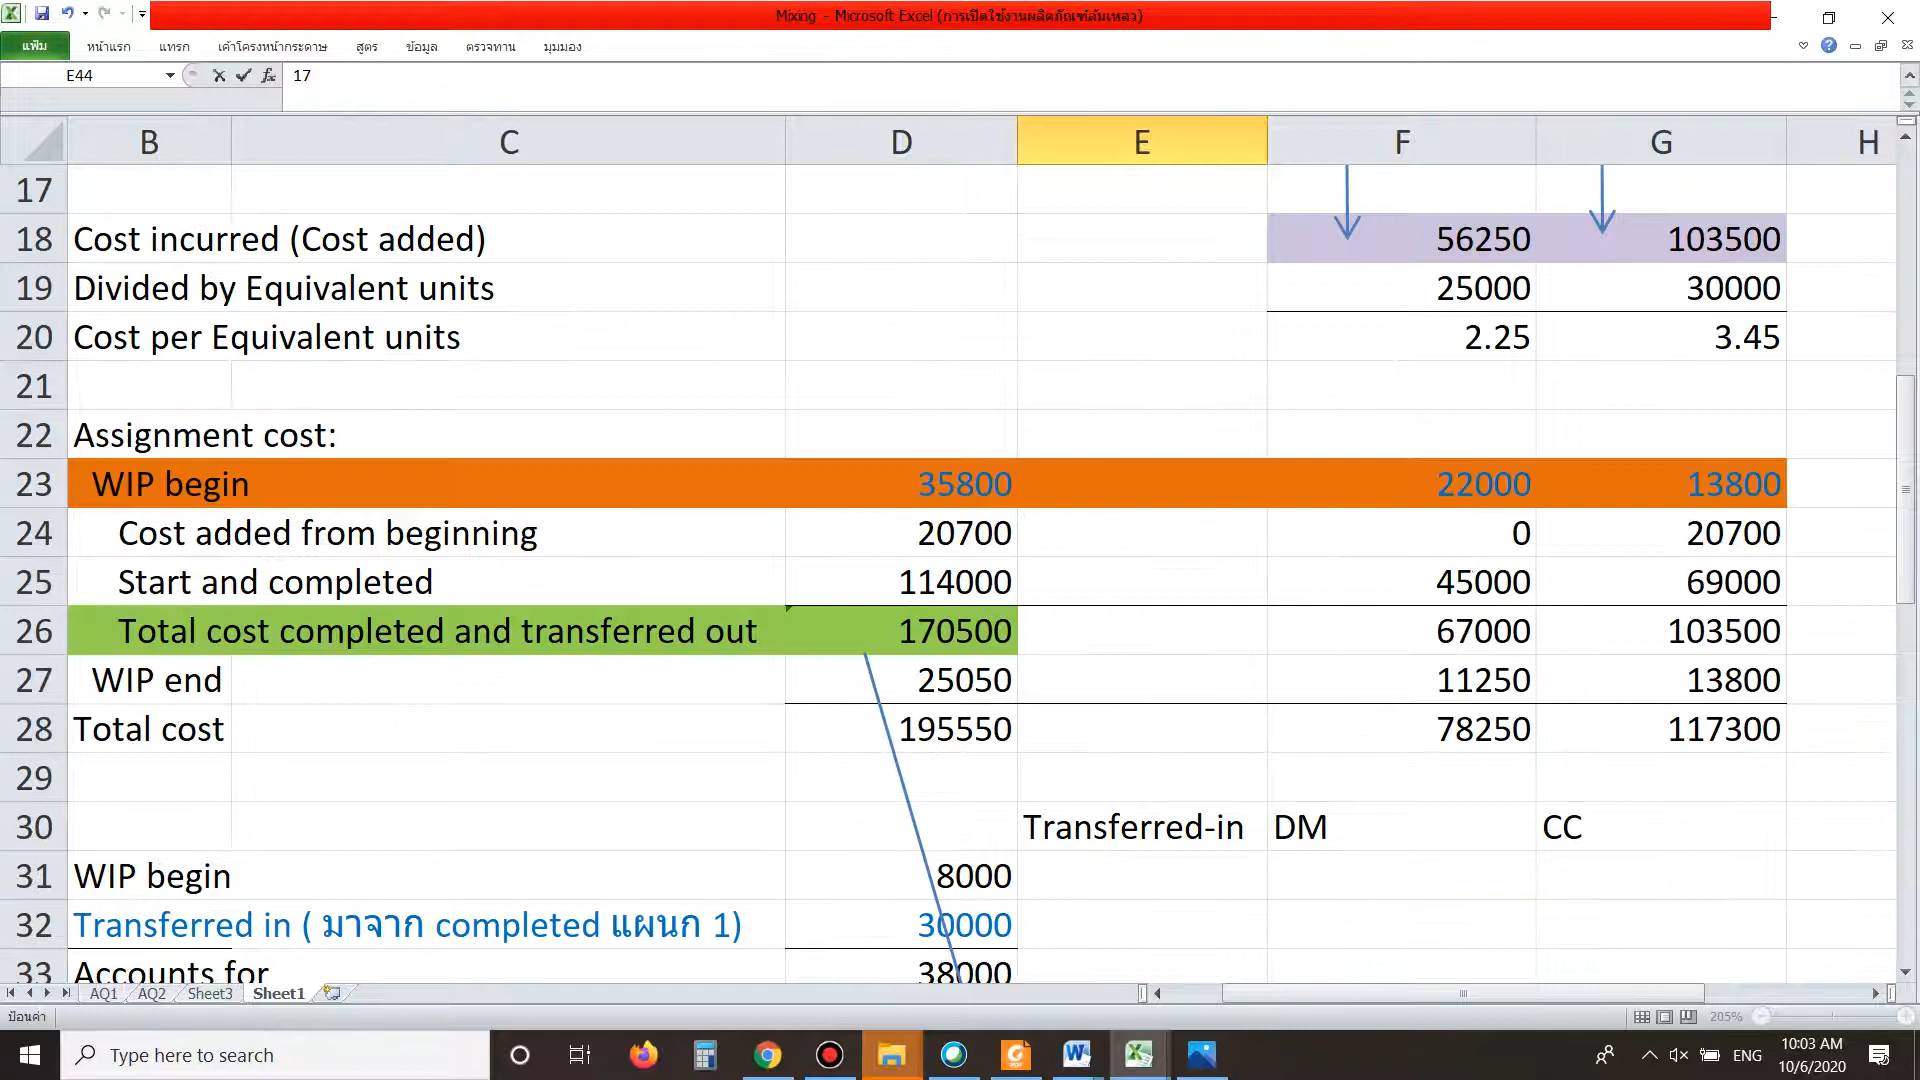 Mixing - Microsoft Excel (การเปิดใช้งานผลิตภัณฑ์ล้มเหลว)
แฟ้ม หน้าแรก แทรก เค้าโครงหน้ากระดาษ สูตร ข้อมูล ตรวจทาน มุมมอง
E44 fx 17
B C D E F G H
17
18 Cost incurred (Cost added) 56250 103500
19 Divided by Equivalent units 25000 30000
20 Cost per Equivalent units 2.25 3.45
21
22 Assignment cost:
23 WIP begin 35800 22000 13800
24 Cost added from beginning 20700 0 20700
25 Start and completed 114000 45000 69000
26 Total cost completed and transferred out 170500 67000 103500
27 WIP end 25050 11250 13800
28 Total cost 195550 78250 117300
29
30 Transferred-in DM CC
31 WIP begin 8000
32 Transferred in ( มาจาก completed แผนก 1) 30000
33 Accounts for 38000
AQ1 AQ2 Sheet3 Sheet1
ป้อนค่า 205%
Type here to search ENG 10:03 AM
10/6/2020